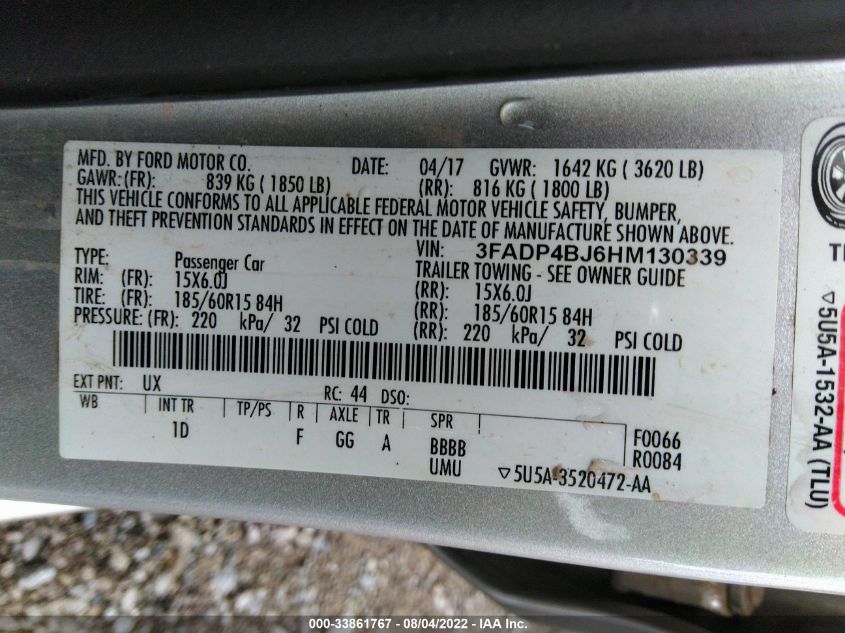 MFD. BY FORD MOTOR CO. DATE: 04/17 GVWR: 1642 KG ( 3620 LB)
GAWR:(FR): 839 KG ( 1850 LB) (RR): 816 KG ( 1800 LB)
THIS VEHICLE CONFORMS TO ALL APPLICABLE FEDERAL MOTOR VEHICLE SAFETY, BUMPER,
AND THEFT PREVENTION STANDARDS IN EFFECT ON THE DATE OF MANUFACTURE SHOWN ABOVE.
VIN: 3FADP4BJ6HM130339
TYPE: Passenger Car TRAILER TOWING - SEE OWNER GUIDE
RIM: (FR): 15X6.0J (RR): 15X6.0J
TIRE: (FR): 185/60R15 84H (RR): 185/60R15 84H
PRESSURE: (FR): 220 kPa/ 32 PSI COLD (RR): 220 kPa/ 32 PSI COLD
EXT PNT: UX RC: 44 DSO:
WB INT TR TP/PS R AXLE TR SPR
1D F GG A BBBB F0066
UMU R0084
▽5U5A-3520472-AA
▽5U5A-1532-AA (TLU)
000-33861767 - 08/04/2022 - IAA Inc.